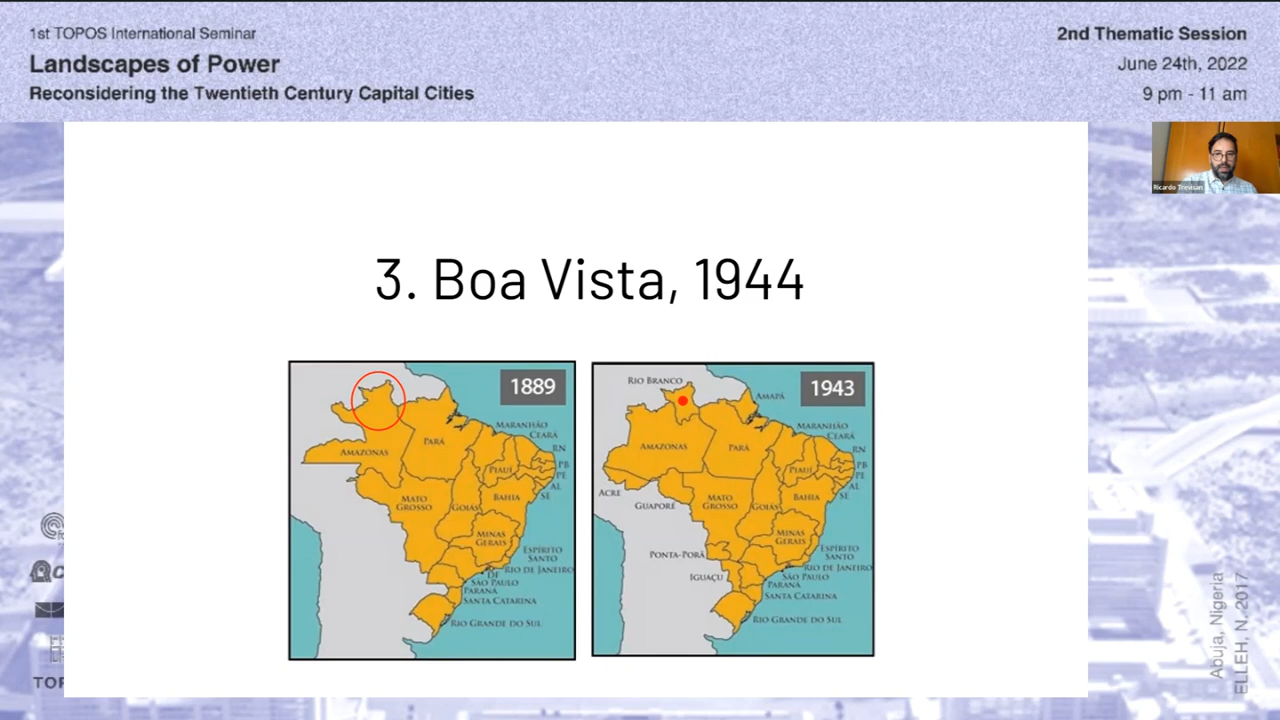 1st TOPOS International Seminar
Landscapes of Power
Reconsidering the Twentieth Century Capital Cities
2nd Thematic Session
June 24th, 2022
9 pm - 11 am
Ricardo Trevisan
3. Boa Vista, 1944
1889
AMAZONAS
PARÁ
MARANHÃO
CEARÁ
RN
PB
PE
AL
SE
PIAUÍ
MATO
GROSSO
GOIÁS
BAHIA
MINAS
GERAIS
ESPÍRITO
SANTO
RIO DE JANEIRO
DF
SÃO PAULO
PARANÁ
SANTA CATARINA
RIO GRANDE DO SUL
1943
RIO BRANCO
AMAPÁ
AMAZONAS
PARÁ
MARANHÃO
CEARÁ
RN
PB
PE
AL
SE
PIAUÍ
ACRE
GUAPORÉ
MATO
GROSSO
GOIÁS
BAHIA
MINAS
GERAIS
PONTA-PORÃ
IGUAÇU
ESPÍRITO
SANTO
RIO DE JANEIRO
SÃO PAULO
PARANÁ
SANTA CATARINA
RIO GRANDE DO SUL
Abuja, Nigeria
ELLEH, N.2017